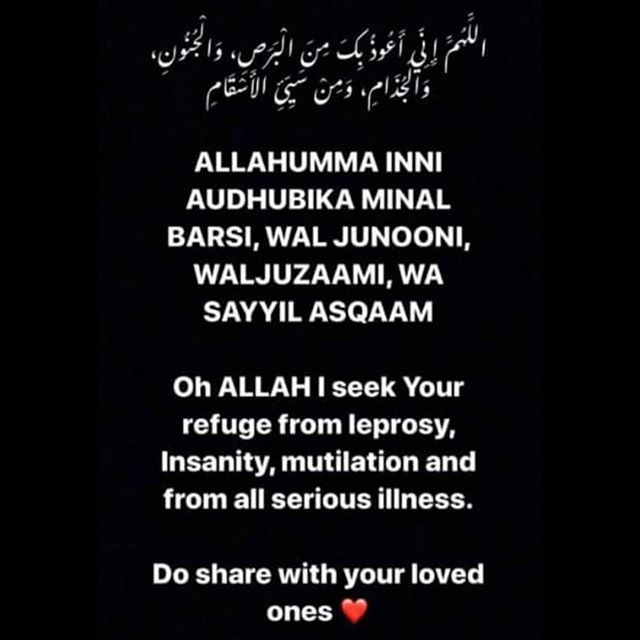 اللَّهُمَّ إِنِّي أَعُوذُ بِكَ مِنَ الْبَرَصِ، وَالْجُنُونِ،
وَالْجُذَامِ، وَمِنْ سَيِّئِ الأَسْقَامِ
ALLAHUMMA INNI
AUDHUBIKA MINAL
BARSI, WAL JUNOONI,
WALJUZAAMI, WA
SAYYIL ASQAAM
Oh ALLAH I seek Your
refuge from leprosy,
Insanity, mutilation and
from all serious illness.
Do share with your loved
ones ❤️